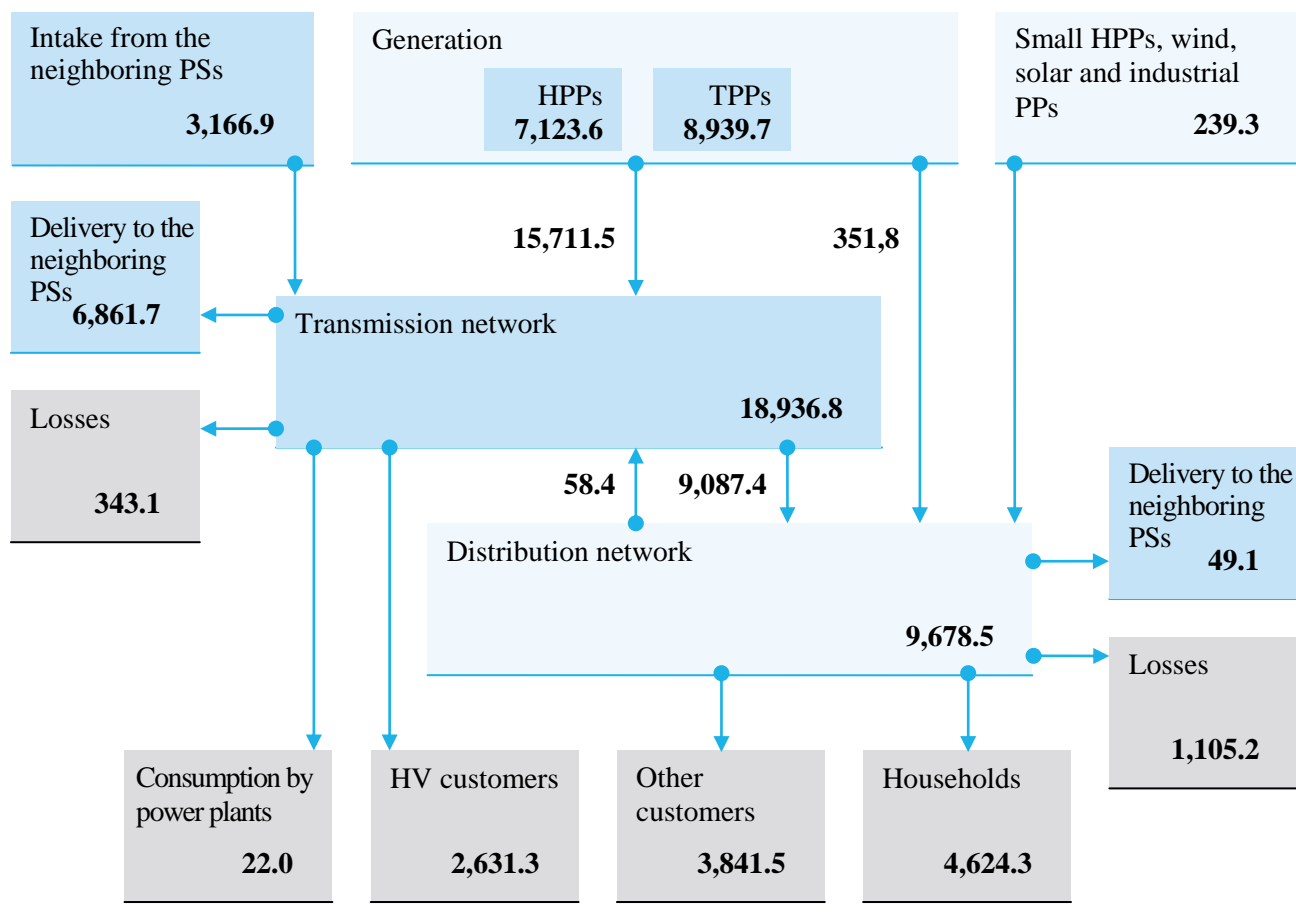 Intake from the
neighboring PSs
3,166.9
Generation
HPPs
7,123.6
TPPs
8,939.7
Small HPPs, wind,
solar and industrial
PPs
239.3
15,711.5
351,8
Delivery to the
neighboring
PSs
6,861.7
Transmission network
18,936.8
Losses
343.1
58.4
9,087.4
Distribution network
9,678.5
Delivery to the
neighboring
PSs
49.1
Losses
1,105.2
Consumption by
power plants
22.0
HV customers
2,631.3
Other
customers
3,841.5
Households
4,624.3